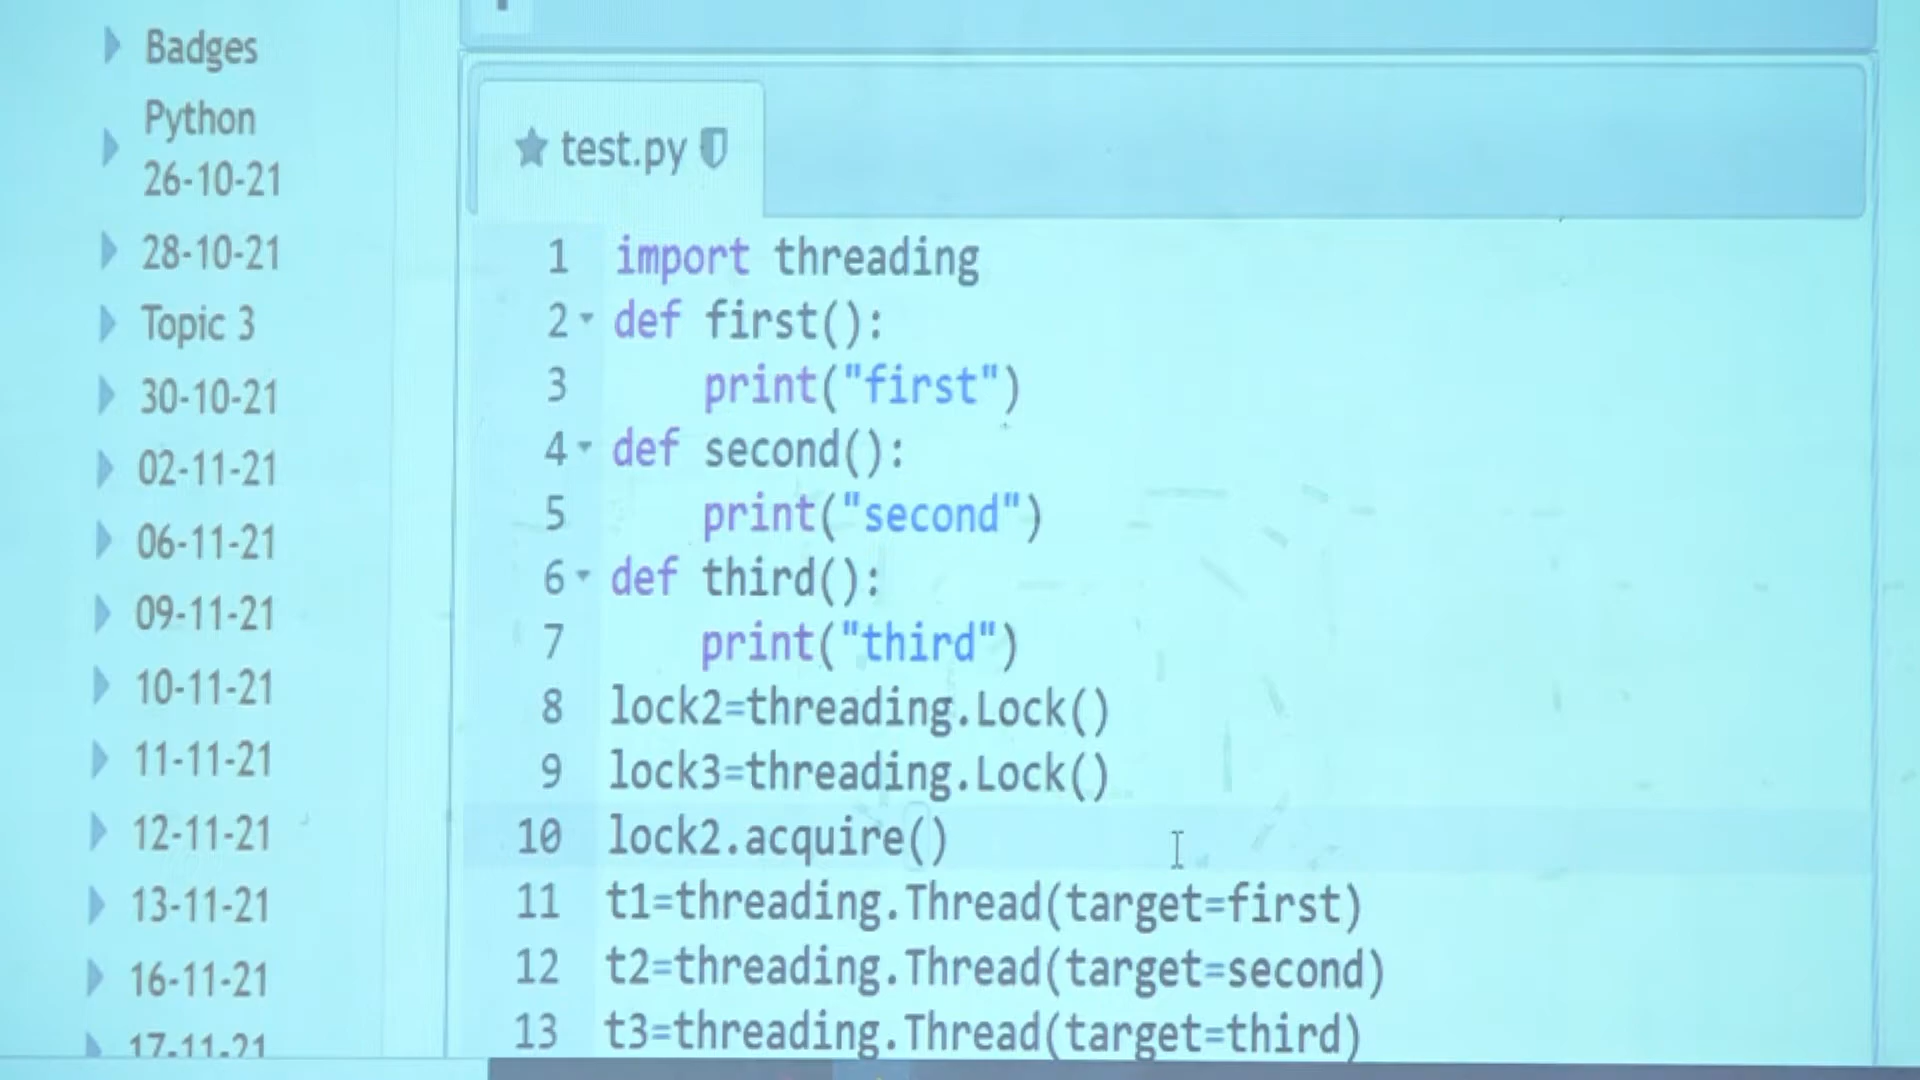 Badges
Python
26-10-21
28-10-21
Topic 3
30-10-21
02-11-21
06-11-21
09-11-21
10-11-21
11-11-21
12-11-21
13-11-21
16-11-21
17-11-21
test.py
1 import threading
2 def first():
3 print("first")
4 def second():
5 print("second")
6 def third():
7 print("third")
8 lock2=threading.Lock()
9 lock3=threading.Lock()
10 lock2.acquire()
11 t1=threading.Thread(target=first)
12 t2=threading.Thread(target=second)
13 t3=threading.Thread(target=third)